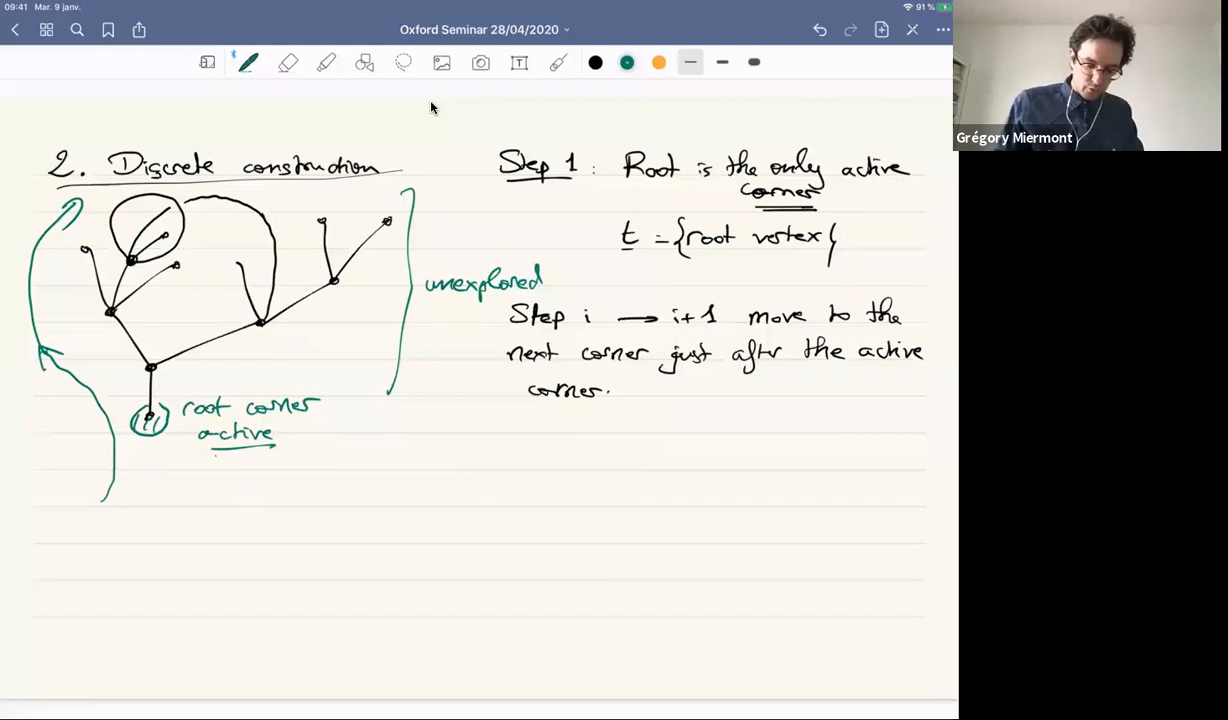 09:41 Mar. 9 janv.
91 %
Oxford Seminar 28/04/2020
Grégory Miermont
2. Discrete construction
unexplored
root corner
active
Step 1 : Root is the only active
corner
t = {root vertex{
Step i → i+1 move to the
next corner just after the active
corner.